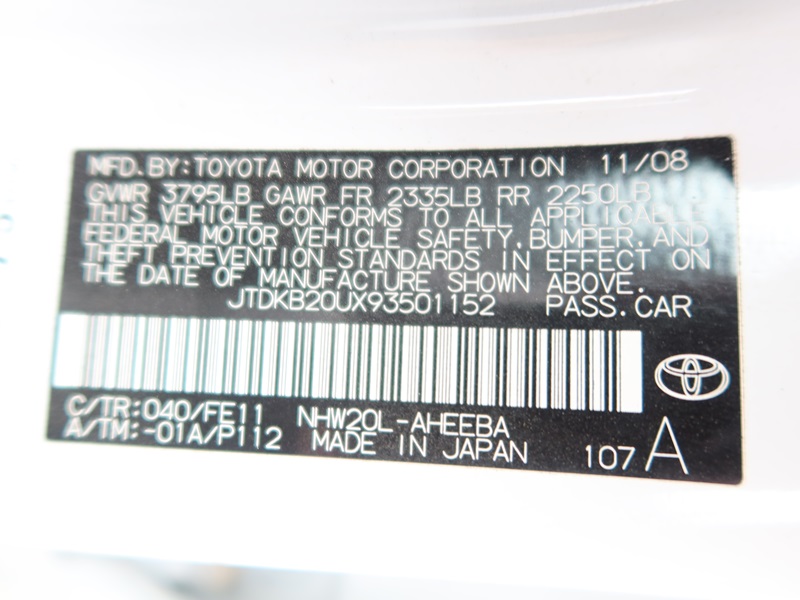 MFD. BY: TOYOTA MOTOR CORPORATION 11/08
GVWR 3795LB GAWR FR 2335LB RR 2250LB
THIS VEHICLE CONFORMS TO ALL APPLICABLE
FEDERAL MOTOR VEHICLE SAFETY, BUMPER, AND
THEFT PREVENTION STANDARDS IN EFFECT ON
THE DATE OF MANUFACTURE SHOWN ABOVE.
JTDKB20UX93501152 PASS. CAR
C/TR: 040/FE11 NHW20L-AHEEBA
A/TM: -01A/P112 MADE IN JAPAN 107 A